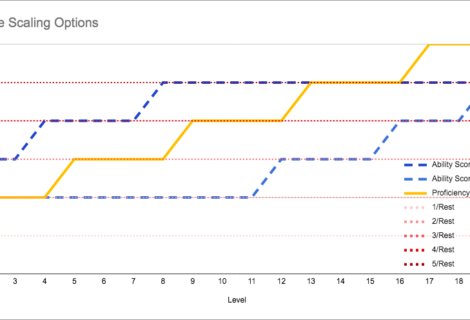 e Scaling Options
Ability Scor
Ability Scor
Proficiency
1/Rest
2/Rest
3/Rest
4/Rest
5/Rest
3 4 5 6 7 8 9 10 11 12 13 14 15 16 17 18
Level